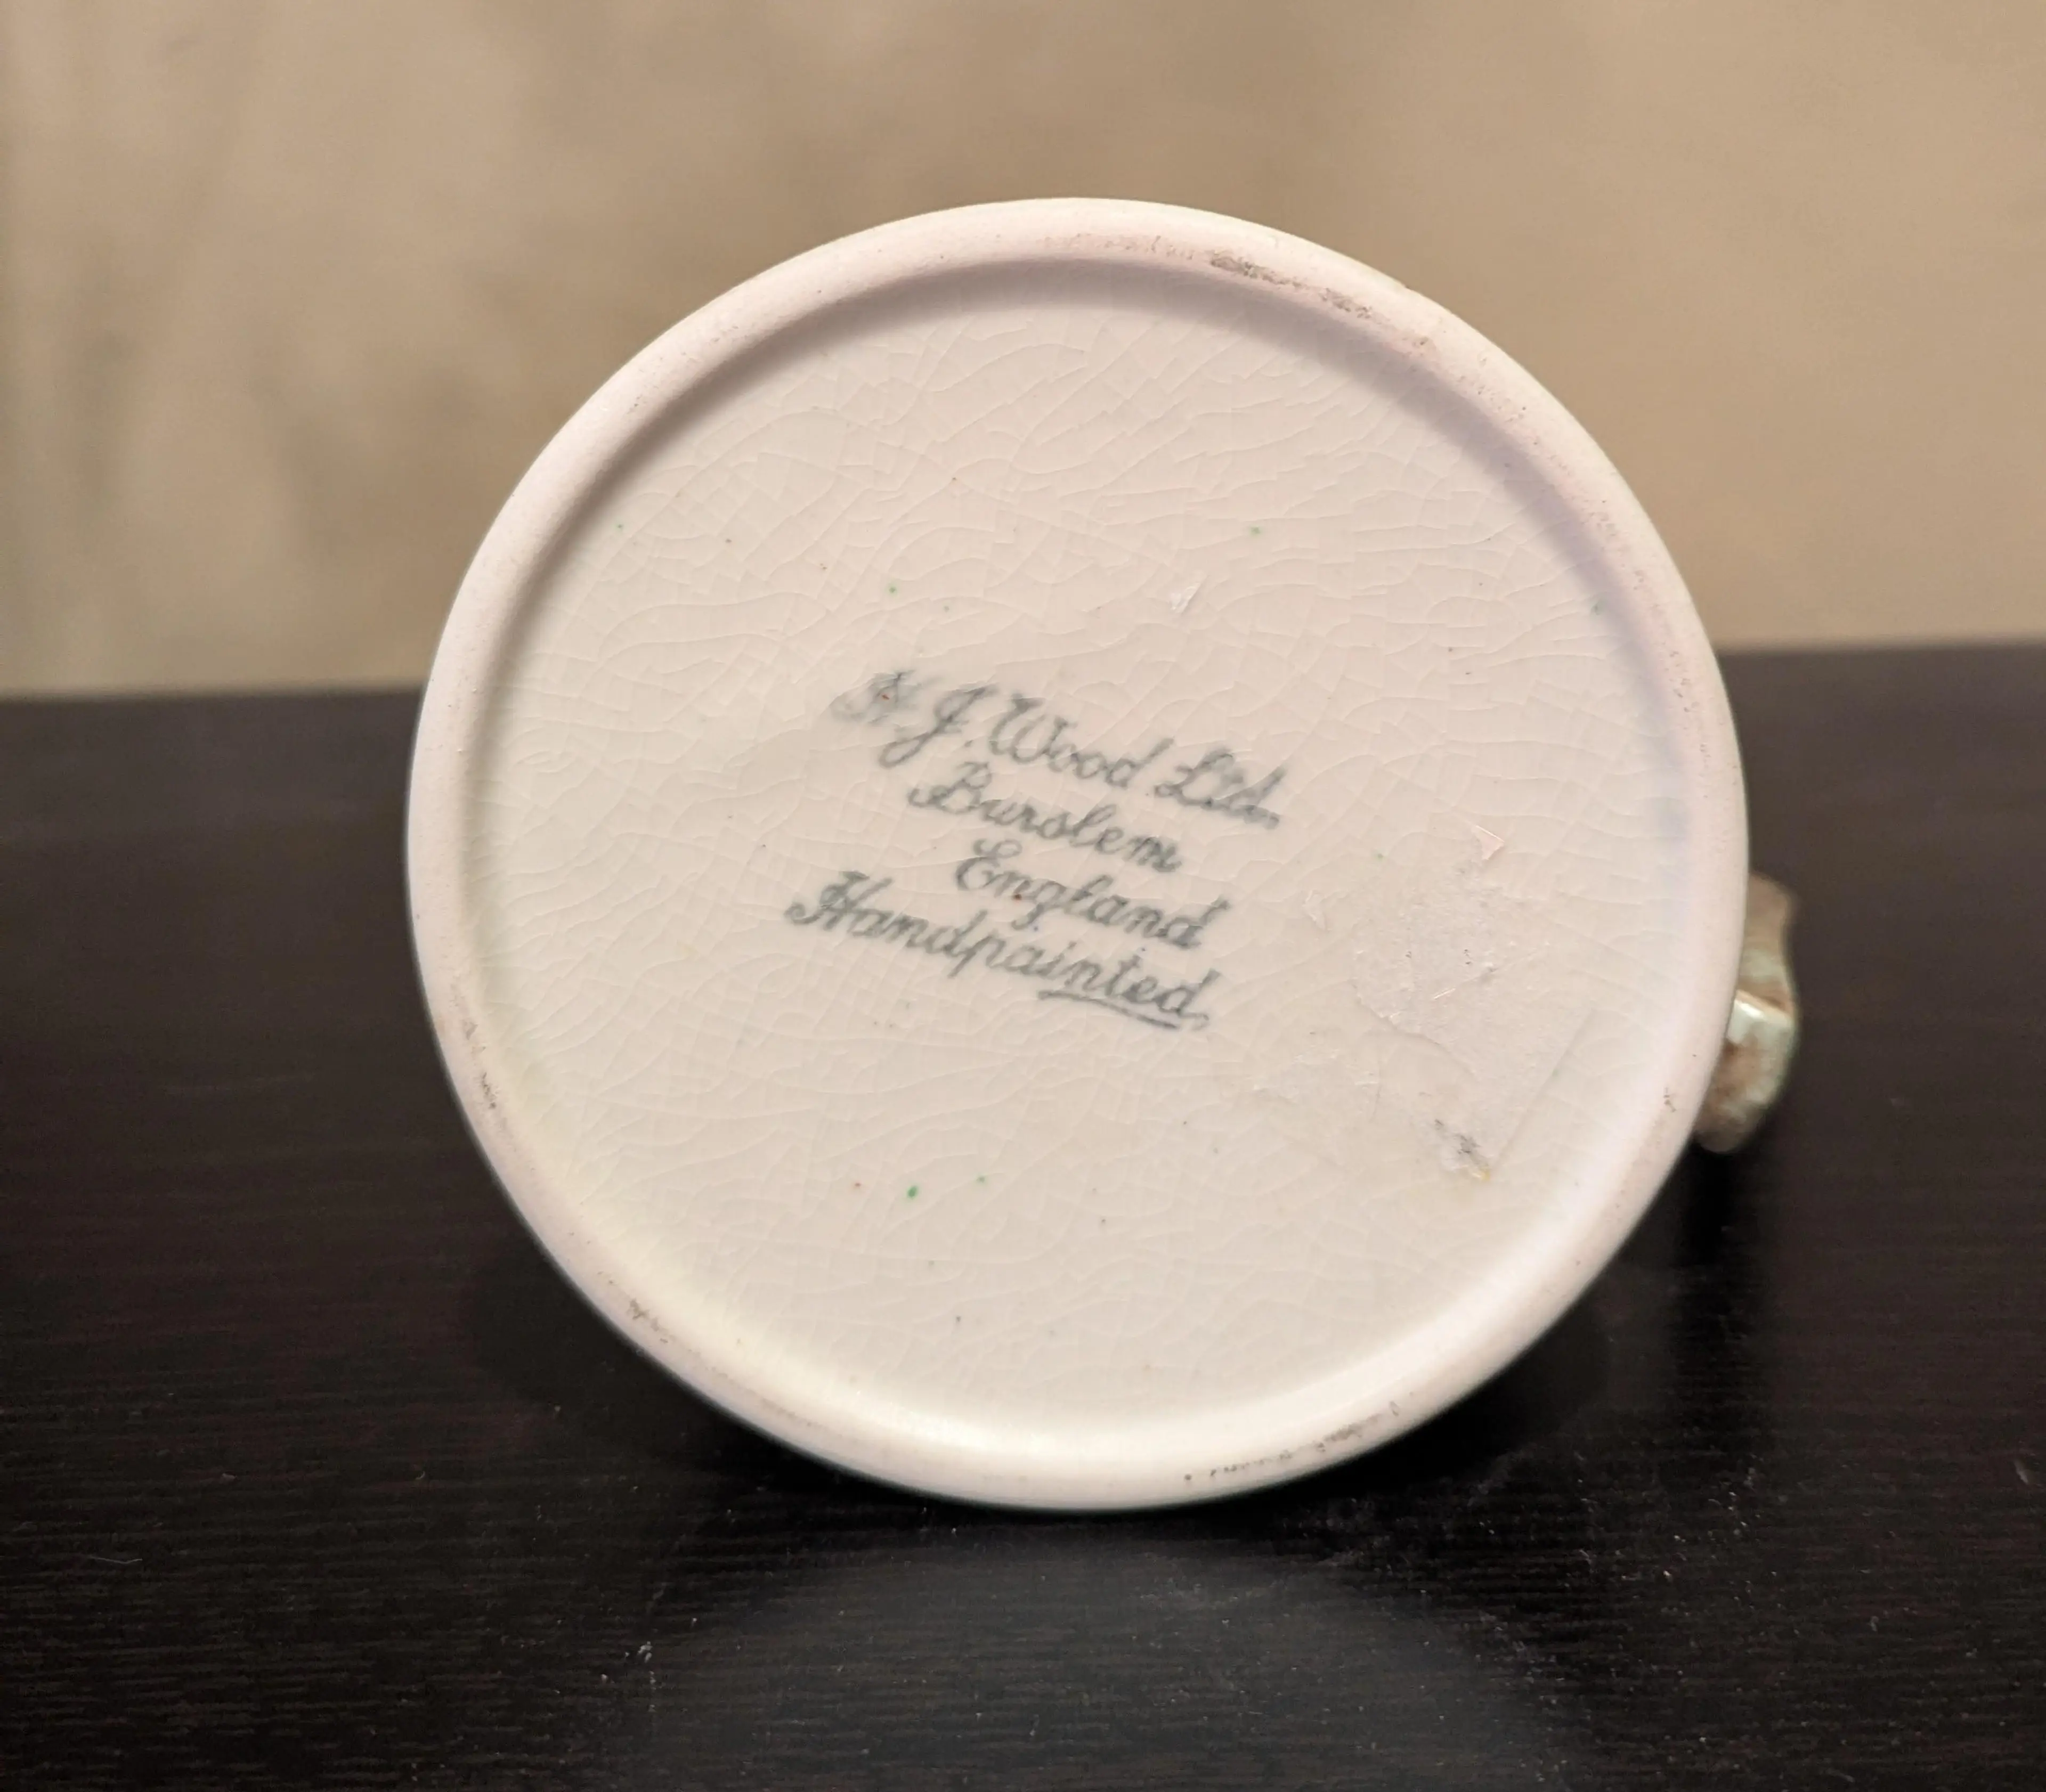 H. J. Wood Ltd.
Burslem
England
Handpainted